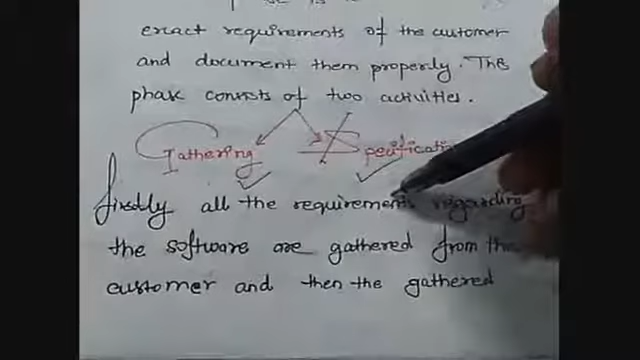 exact requirements of the customer
and document them properly. The
phase consists of two activities.
Gathering Specification
firstly all the requirements regarding
the software are gathered from the
customer and then the gathered